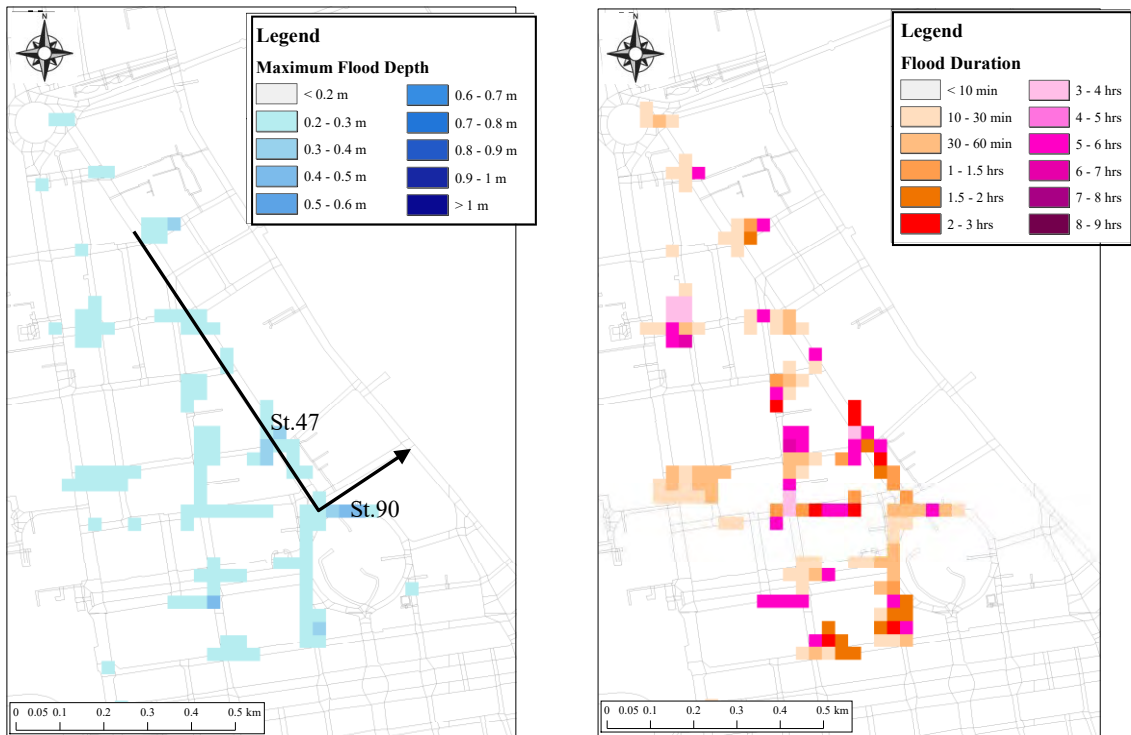 Legend
Maximum Flood Depth
< 0.2 m
0.2 - 0.3 m
0.3 - 0.4 m
0.4 - 0.5 m
0.5 - 0.6 m
0.6 - 0.7 m
0.7 - 0.8 m
0.8 - 0.9 m
0.9 - 1 m
> 1 m
St.47
St.90
0 0.05 0.1 0.2 0.3 0.4 0.5 km
Legend
Flood Duration
< 10 min
10 - 30 min
30 - 60 min
1 - 1.5 hrs
1.5 - 2 hrs
2 - 3 hrs
3 - 4 hrs
4 - 5 hrs
5 - 6 hrs
6 - 7 hrs
7 - 8 hrs
8 - 9 hrs
0 0.05 0.1 0.2 0.3 0.4 0.5 km